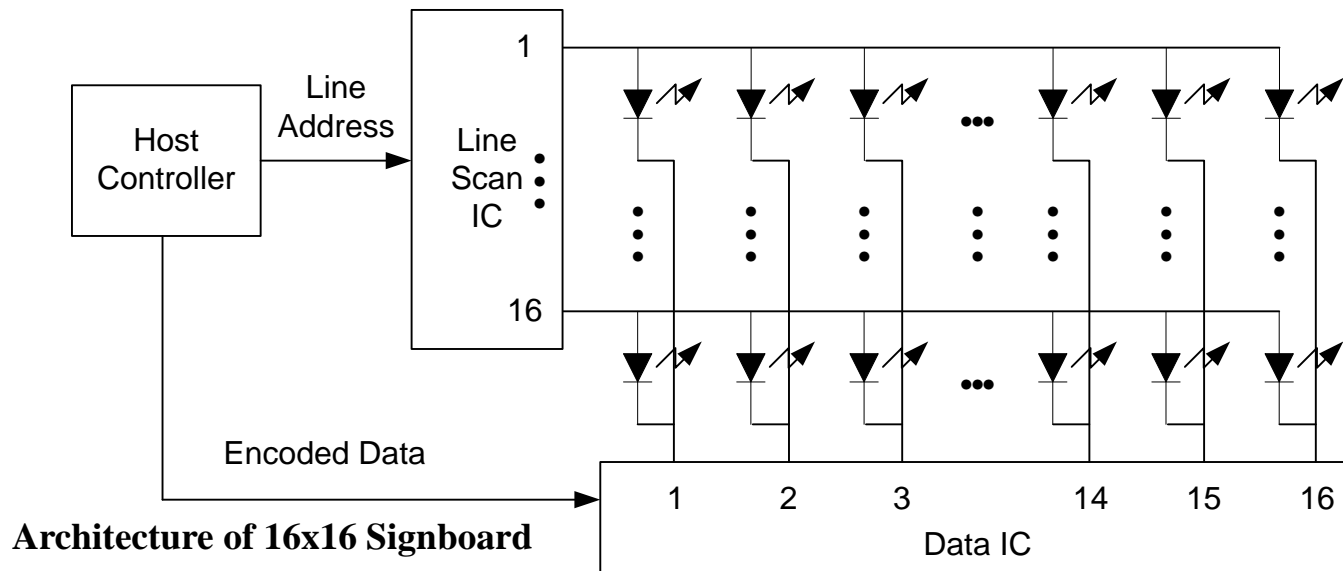 1
Line
Address
Host
Controller
Line
Scan
IC
16
Encoded Data
1 2 3 14 15 16
Architecture of 16x16 Signboard
Data IC